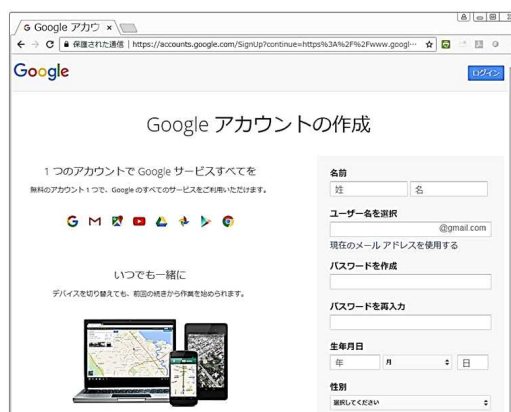 G Google アカウ ×
保護された通信 | https://accounts.google.com/SignUp?continue=https%3A%2F%2Fwww.googl…
Google
ログイン
Google アカウントの作成
1 つのアカウントで Google サービスすべてを
無料のアカウント 1 つで、Google のすべてのサービスをご利用いただけます。
いつでも一緒に
デバイスを切り替えても、前回の続きから作業を始められます。
名前
姓 名
ユーザー名を選択
@gmail.com
現在のメール アドレスを使用する
パスワードを作成
パスワードを再入力
生年月日
年 月 日
性別
選択してください